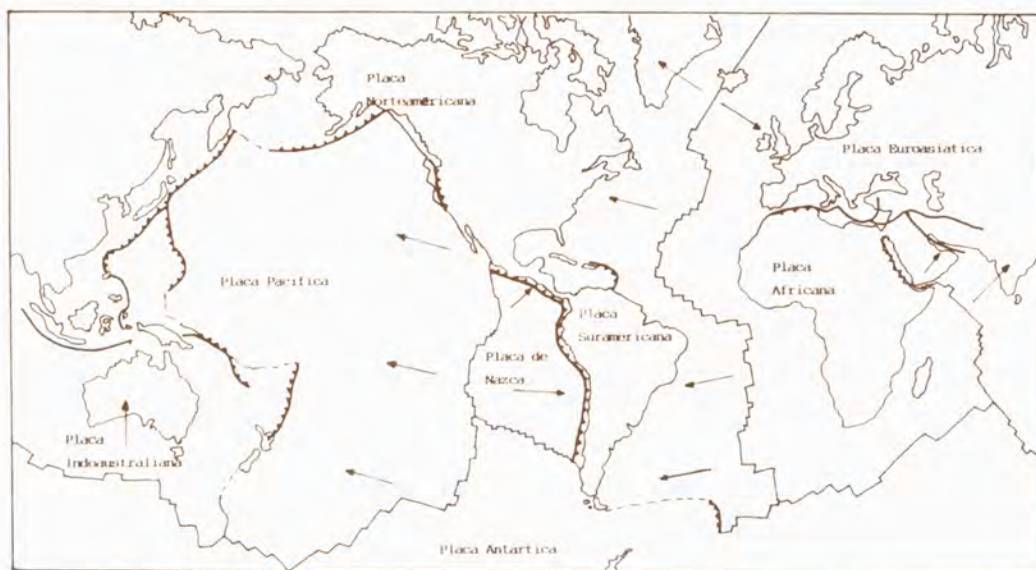 Placa
Norteamericana
Placa Euroasiatica
Placa Pacifica
Placa
Africana
Placa
Suramericana
Placa de
Nazca
Placa
Indoaustraliana
Placa Antartica